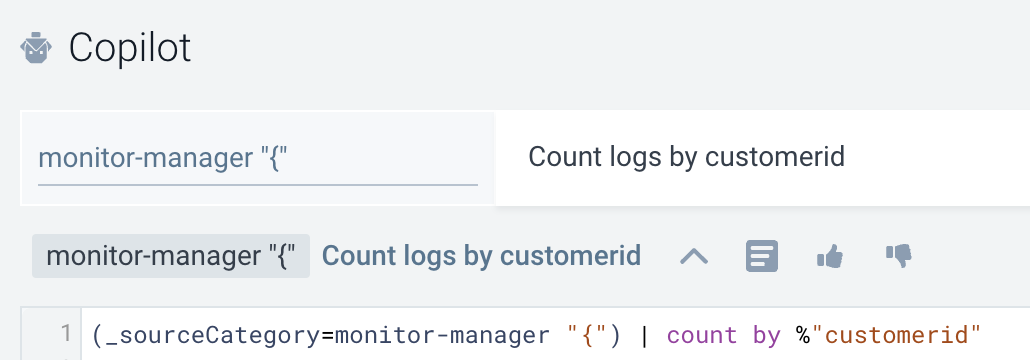 Copilot
monitor-manager "{" Count logs by customerid
monitor-manager "{" Count logs by customerid
1 (_sourceCategory=monitor-manager "{") | count by %"customerid"